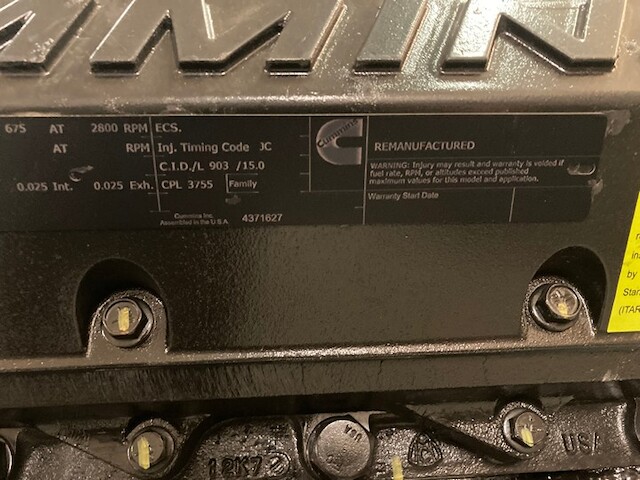 MMIN
675 AT 2800 RPM ECS.
AT RPM Inj. Timing Code JC
C.I.D./L 903 /15.0
0.025 Int. 0.025 Exh. CPL 3755 Family
Cummins Inc.
Assembled in the U.S.A. 4371627
Cummins
REMANUFACTURED
WARNING: Injury may result and warranty is voided if
fuel rate, RPM, or altitudes exceed published
maximum values for this model and application.
Warranty Start Date
by
(ITAR
USA